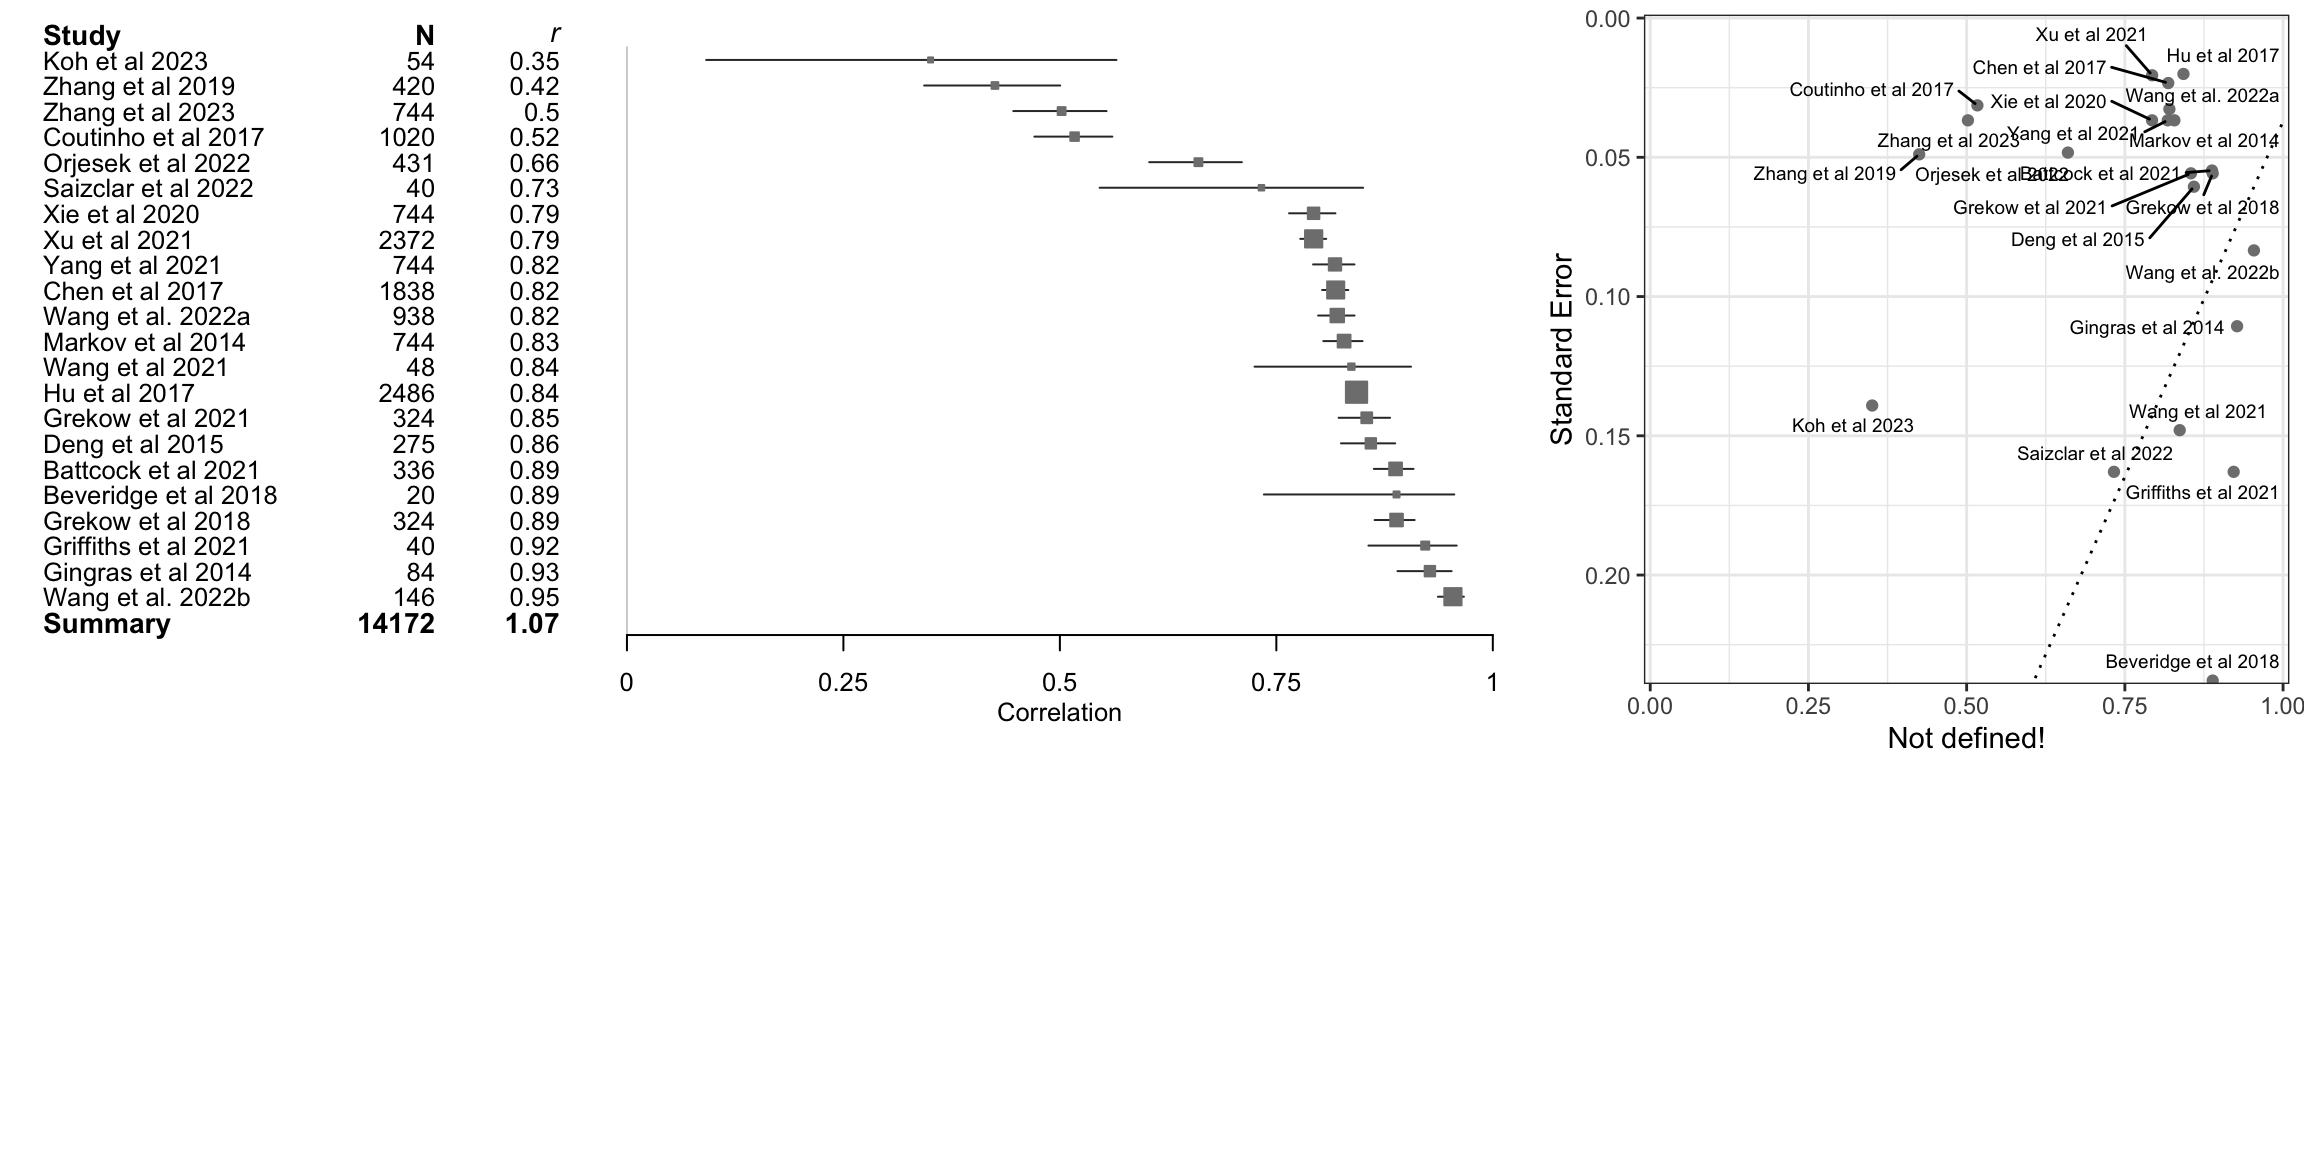 Study N r
Koh et al 2023 54 0.35
Zhang et al 2019 420 0.42
Zhang et al 2023 744 0.5
Coutinho et al 2017 1020 0.52
Orjesek et al 2022 431 0.66
Saizclar et al 2022 40 0.73
Xie et al 2020 744 0.79
Xu et al 2021 2372 0.79
Yang et al 2021 744 0.82
Chen et al 2017 1838 0.82
Wang et al. 2022a 938 0.82
Markov et al 2014 744 0.83
Wang et al 2021 48 0.84
Hu et al 2017 2486 0.84
Grekow et al 2021 324 0.85
Deng et al 2015 275 0.86
Battcock et al 2021 336 0.89
Beveridge et al 2018 20 0.89
Grekow et al 2018 324 0.89
Griffiths et al 2021 40 0.92
Gingras et al 2014 84 0.93
Wang et al. 2022b 146 0.95
Summary 14172 1.07
0 0.25 0.5 0.75 1
Correlation
Standard Error
0.00
0.05
0.10
0.15
0.20
Xu et al 2021
Hu et al 2017
Chen et al 2017
Coutinho et al 2017
Wang et al. 2022a
Xie et al 2020
Yang et al 2021
Zhang et al 2023
Markov et al 2014
Zhang et al 2019
Orjesek et al 2022
Battcock et al 2021
Grekow et al 2021
Grekow et al 2018
Deng et al 2015
Wang et al. 2022b
Gingras et al 2014
Wang et al 2021
Koh et al 2023
Saizclar et al 2022
Griffiths et al 2021
Beveridge et al 2018
0.00 0.25 0.50 0.75 1.00
Not defined!